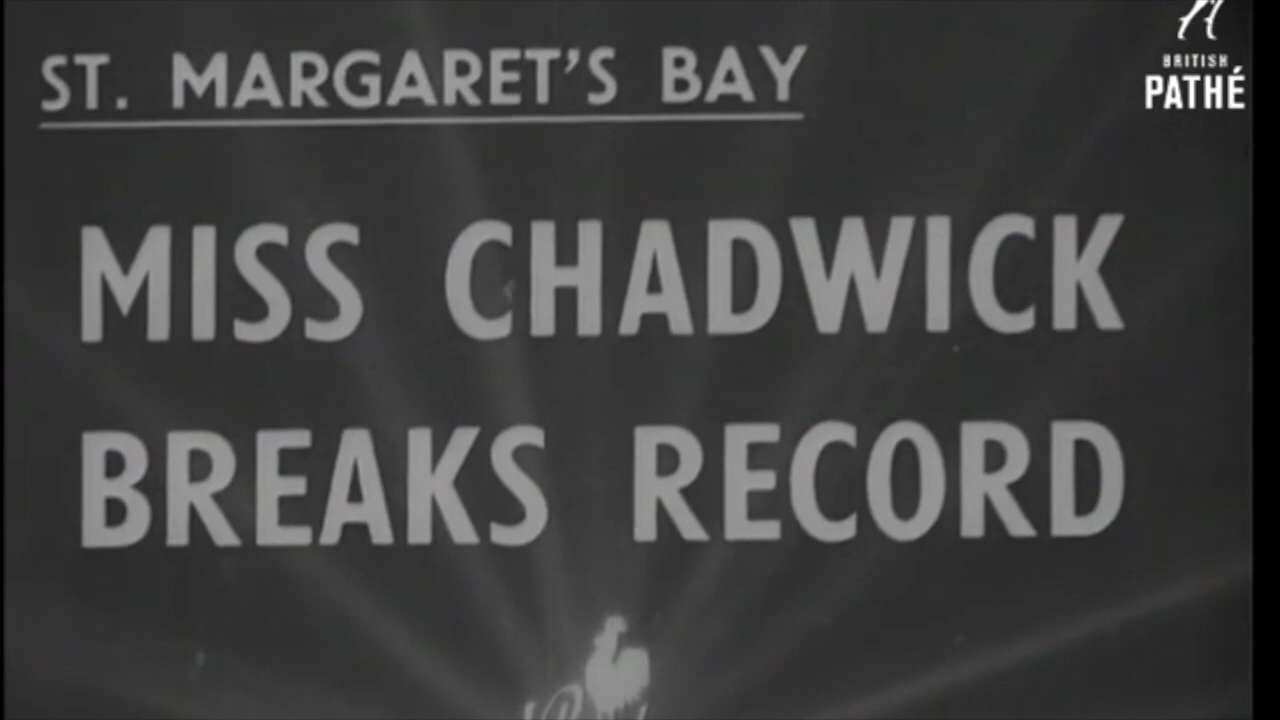 ST. MARGARET'S BAY
BRITISH
PATHÉ
MISS CHADWICK
BREAKS RECORD